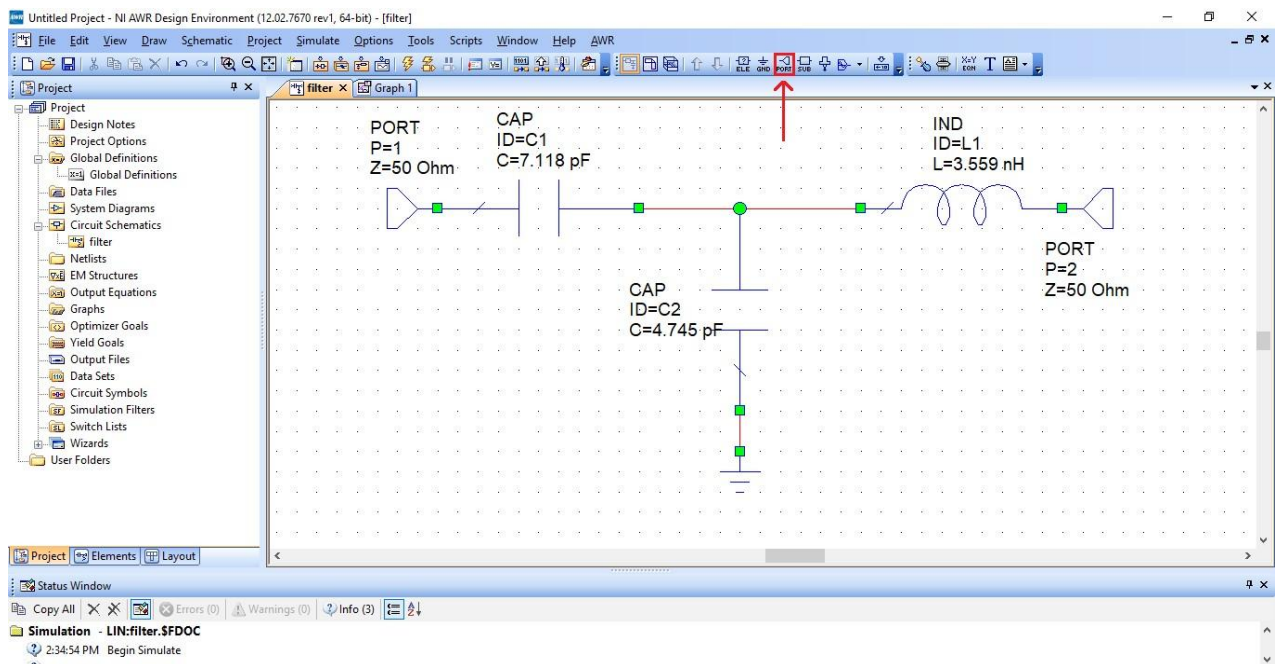 Untitled Project - NI AWR Design Environment (12.02.7670 rev1, 64-bit) - [filter]
File Edit View Draw Schematic Project Simulate Options Tools Scripts Window Help AWR
ELE GND PORT SUB X=Y EQN T
Project
filter
Graph 1
Project
Design Notes
Project Options
Global Definitions
Global Definitions
Data Files
System Diagrams
Circuit Schematics
filter
Netlists
EM Structures
Output Equations
Graphs
Optimizer Goals
Yield Goals
Output Files
Data Sets
Circuit Symbols
Simulation Filters
Switch Lists
Wizards
User Folders
PORT
P=1
Z=50 Ohm
CAP
ID=C1
C=7.118 pF
IND
ID=L1
L=3.559 nH
CAP
ID=C2
C=4.745 pF
PORT
P=2
Z=50 Ohm
Project Elements Layout
Status Window
Copy All Errors (0) Warnings (0) Info (3)
Simulation - LIN:filter.$FDOC
2:34:54 PM Begin Simulate